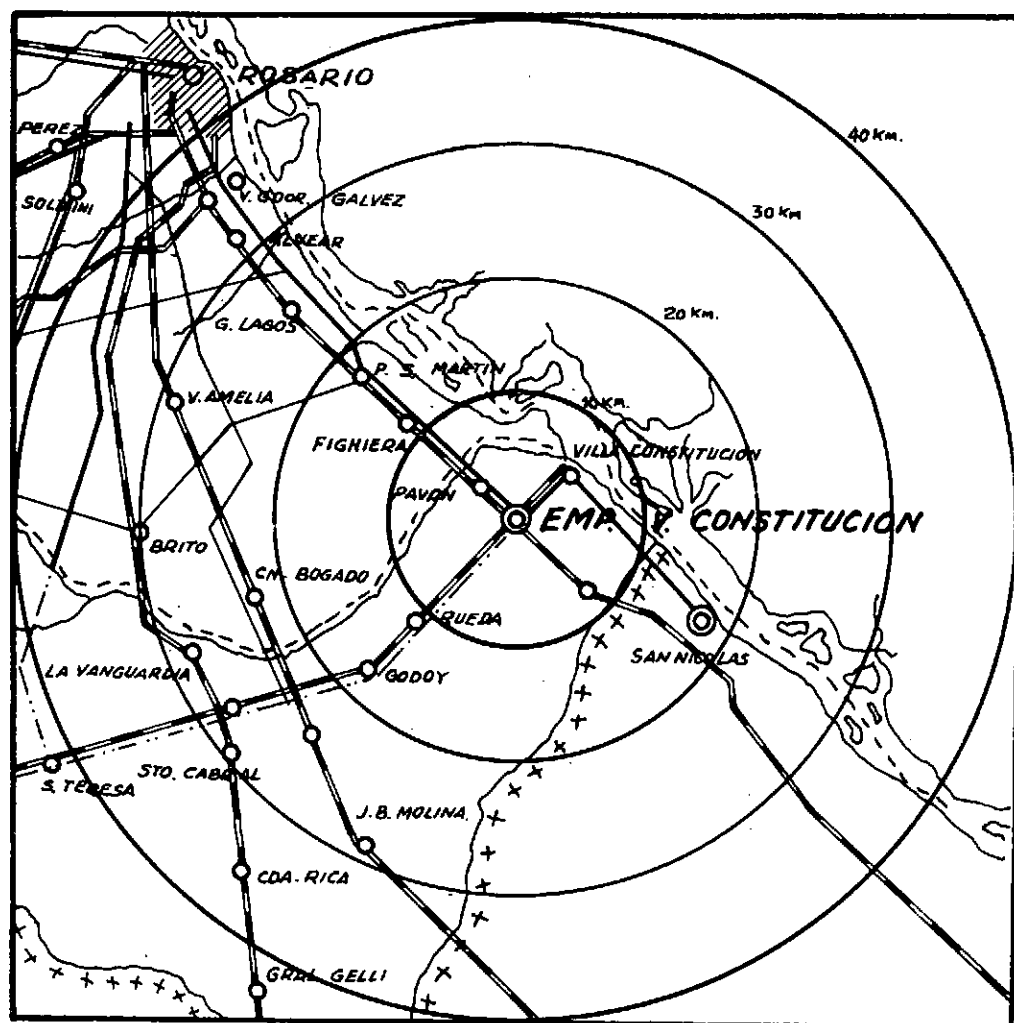 ROSARIO
PEREZ
40 KM.
SOLDINI
V. GDOR. GALVEZ
30 KM
ALVEAR
G. LAGOS
20 KM.
P. S. MARTIN
V. AMELIA
10 KM.
FIGHIERA
VILLA CONSTITUCION
PAVON
EMP. V. CONSTITUCION
BRITO
CN. BOGADO
RUEDA
LA VANGUARDIA
GODOY
SAN NICOLAS
STO. CABRAL
S. TERESA
J.B. MOLINA.
CDA. RICA
GRAL. GELLI